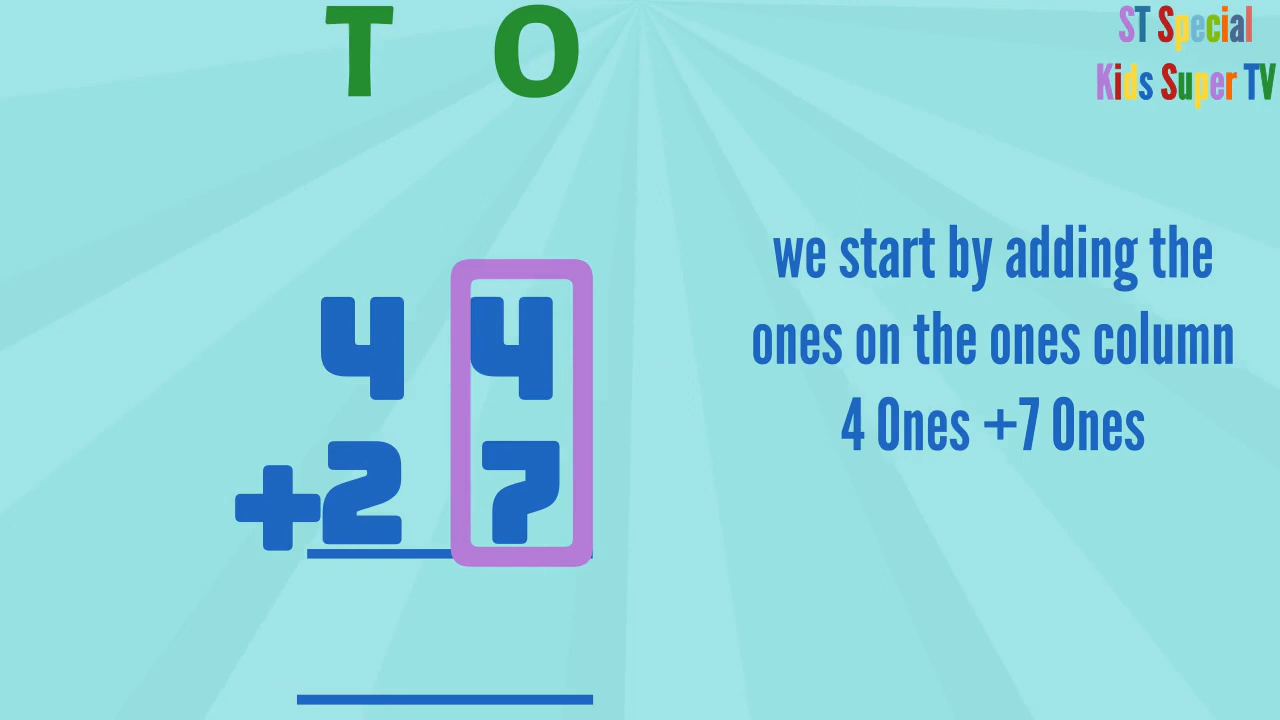 T O
ST Special
Kids Super TV
4 4
+2 7
we start by adding the
ones on the ones column
4 Ones +7 Ones